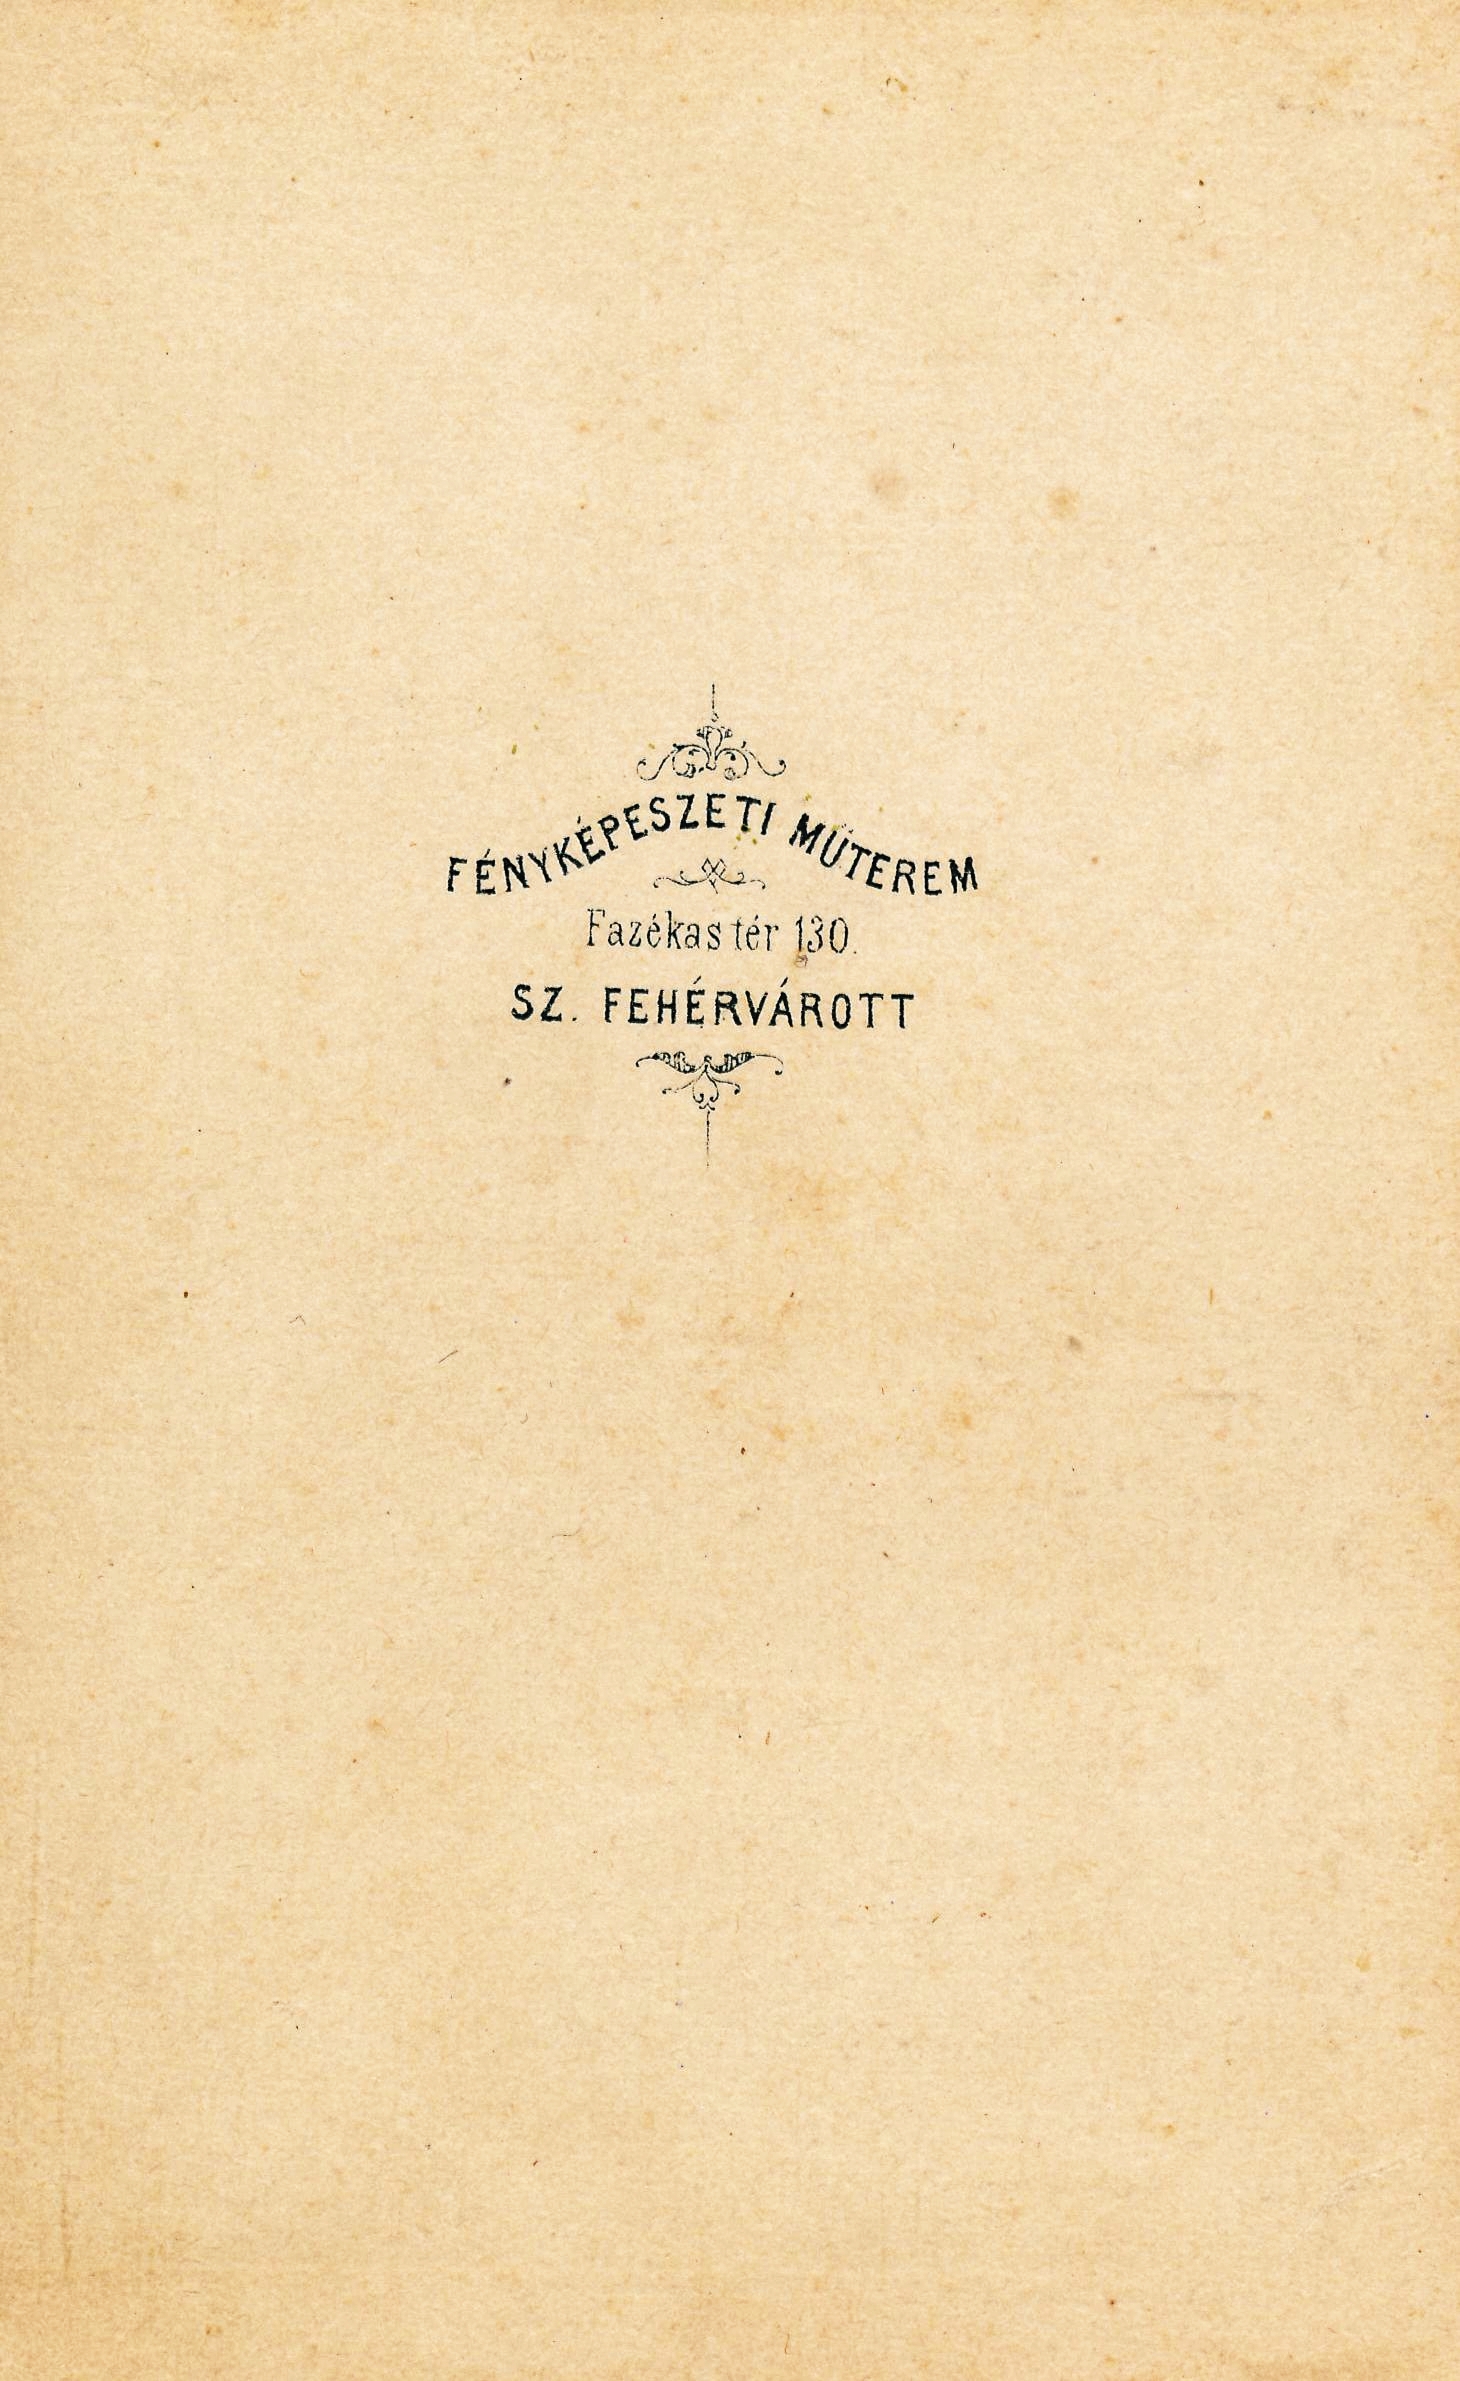 FÉNYKÉPESZETI MŰTEREM
Fazékas tér 130.
SZ. FEHÉRVÁROTT